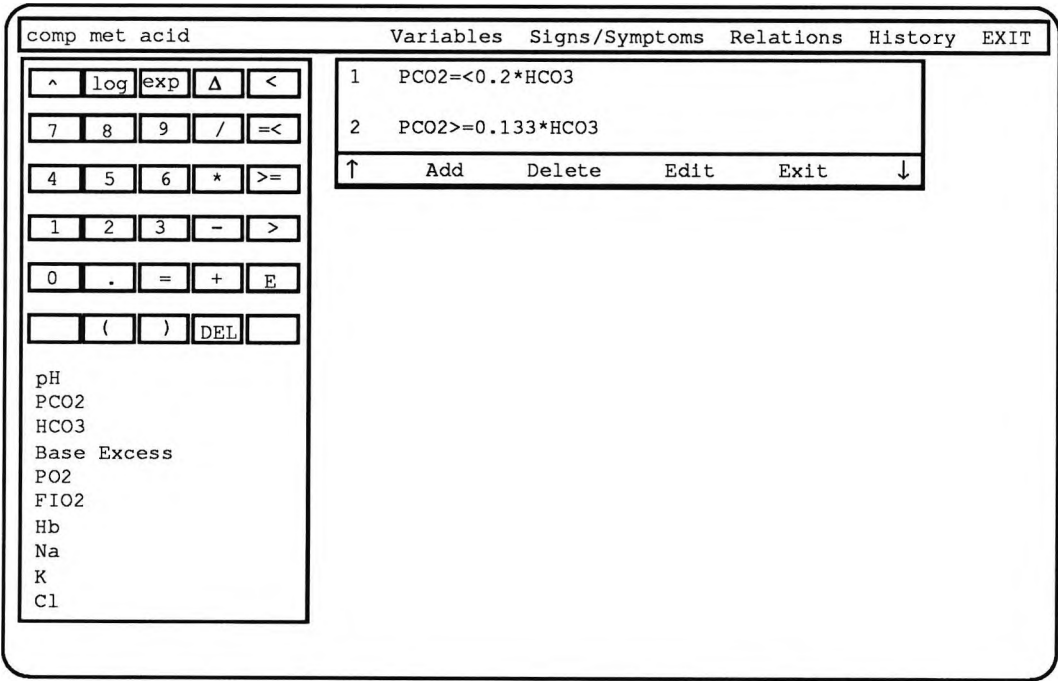 comp met acid Variables Signs/Symptoms Relations History EXIT
^ log exp Δ <
7 8 9 / =<
4 5 6 * >=
1 2 3 - >
0 . = + E
( ) DEL
pH
PCO2
HCO3
Base Excess
PO2
FIO2
Hb
Na
K
Cl
1 PCO2=<0.2*HCO3
2 PCO2>=0.133*HCO3
↑ Add Delete Edit Exit ↓